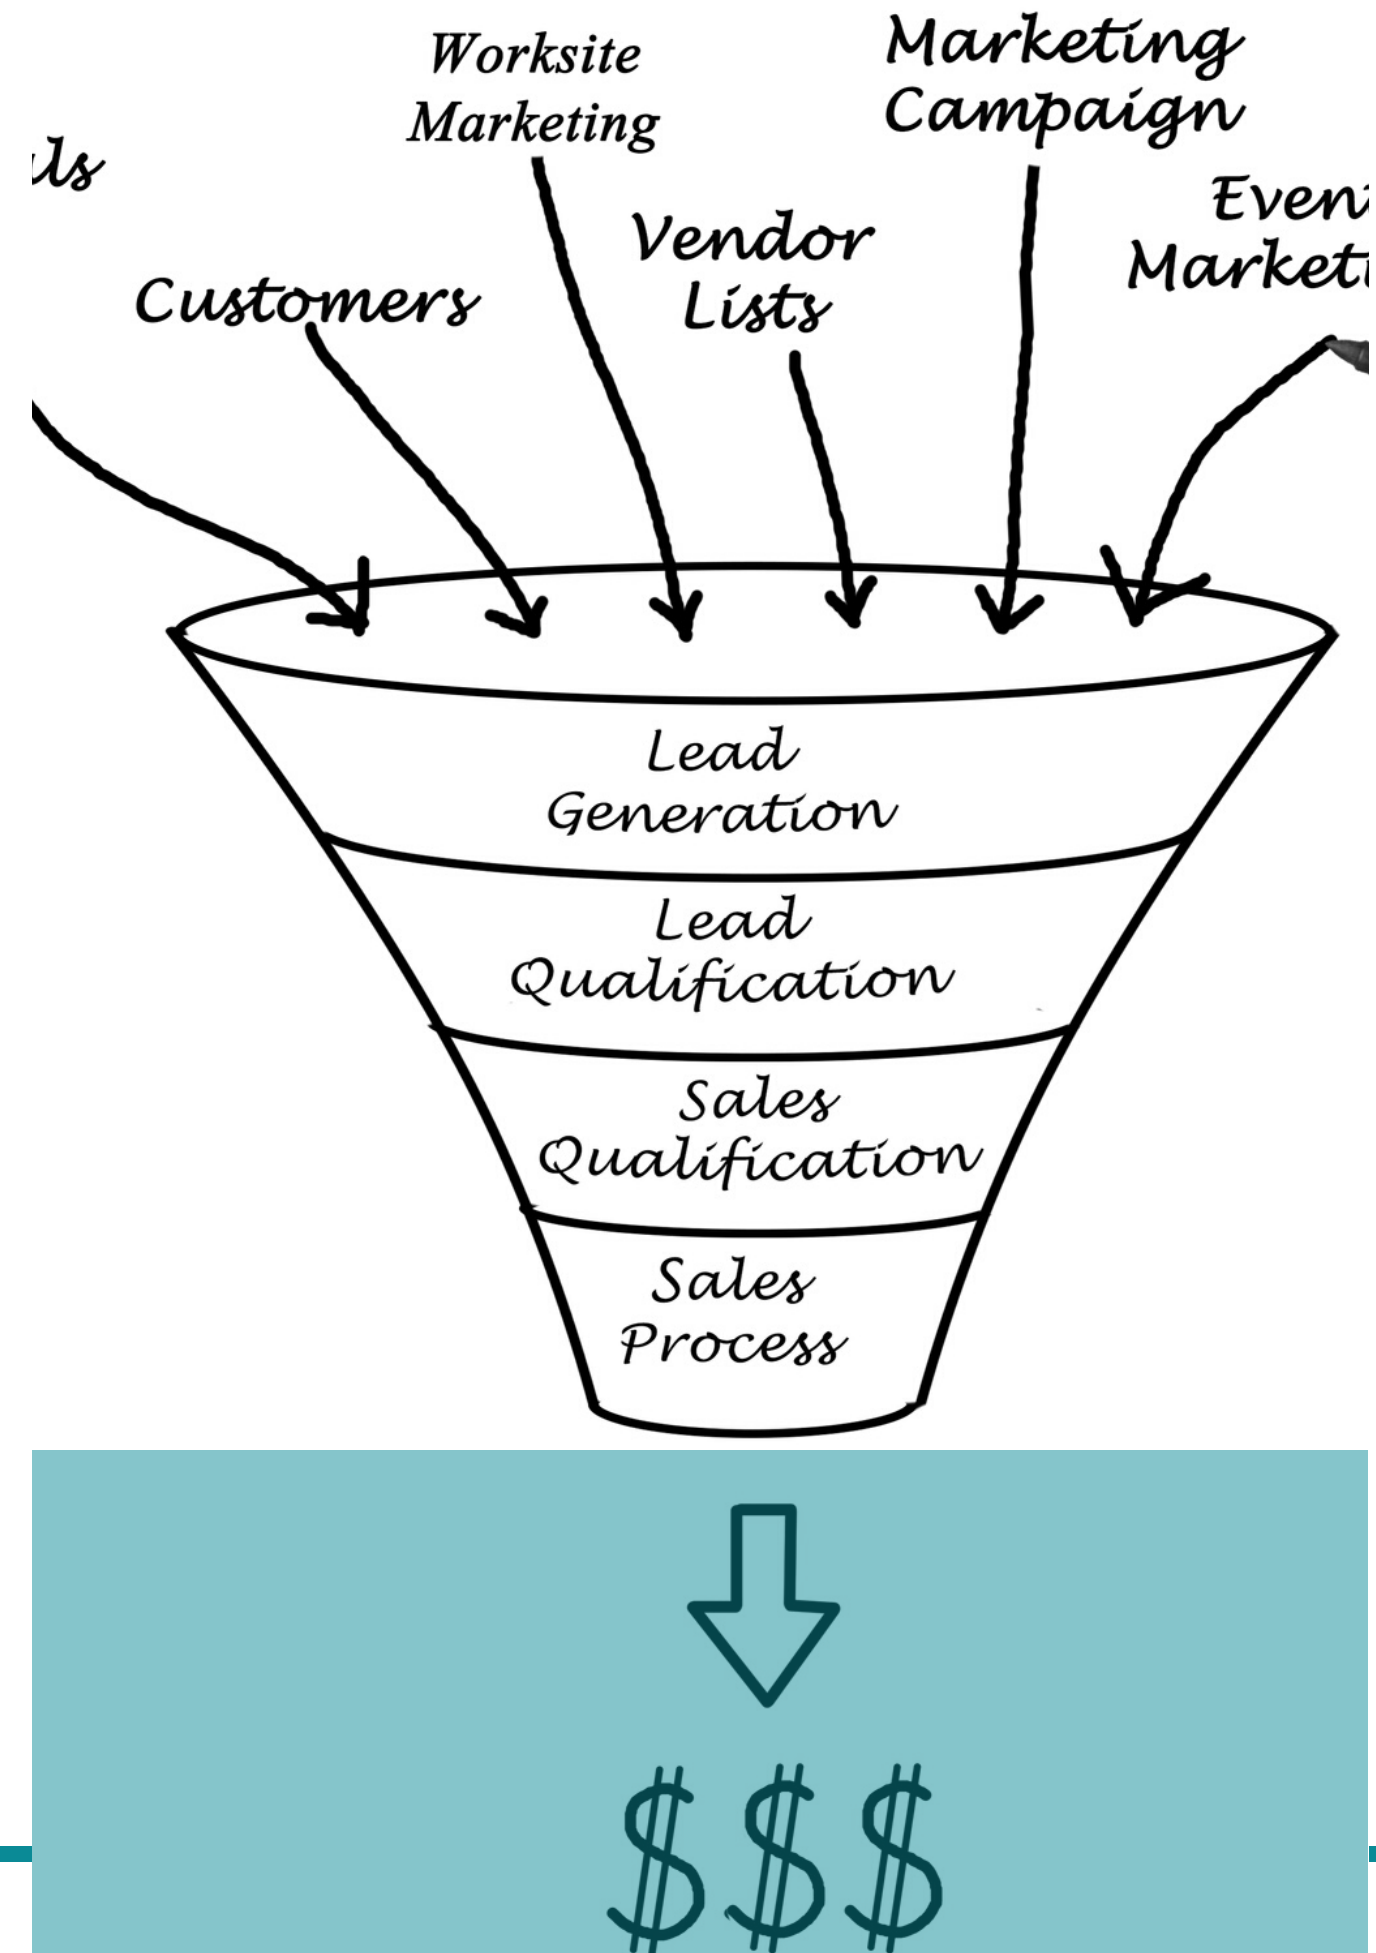 Worksite
Marketing
Marketing
Campaign
Customers
Vendor
Lists
Lead
Generation
Lead
Qualification
Sales
Qualification
Sales
Process
$$$